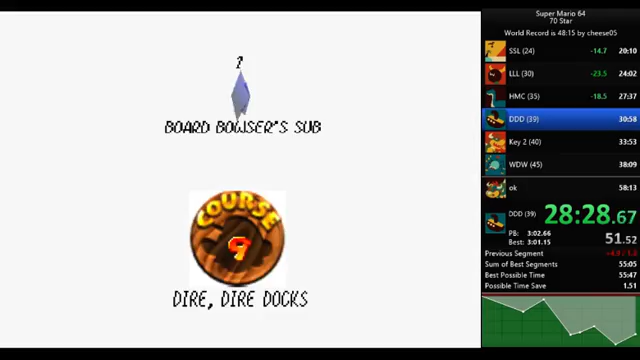 Super Mario 64
70 Star
World Record is 48:15 by cheese05
SSL (24) -14.7 20:10
LLL (30) -23.5 24:02
HMC (35) -18.5 27:37
DDD (39) 30:58
Key 2 (40) 33:53
WDW (45) 38:09
ok 58:13
DDD (39) 28:28.67
PB: 3:02.66
Best: 3:01.15
51.52
Previous Segment
Sum of Best Segments 55:05
Best Possible Time 55:47
Possible Time Save 1.51
1
BOARD BOWSER'S SUB
COURSE
9
DIRE, DIRE DOCKS